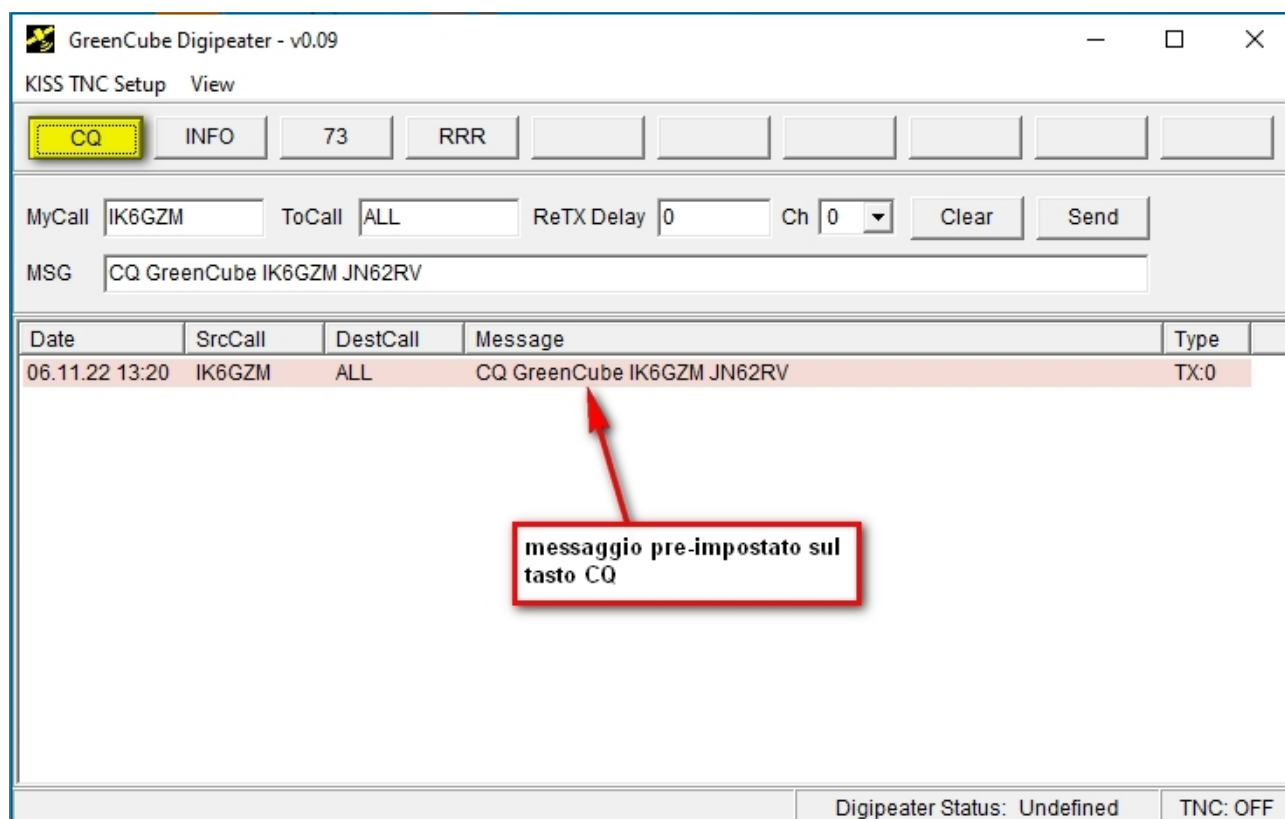 GreenCube Digipeater - v0.09
KISS TNC Setup View
CQ INFO 73 RRR
MyCall IK6GZM ToCall ALL ReTX Delay 0 Ch 0 Clear Send
MSG CQ GreenCube IK6GZM JN62RV
Date SrcCall DestCall Message Type
06.11.22 13:20 IK6GZM ALL CQ GreenCube IK6GZM JN62RV TX:0
messaggio pre-impostato sul
tasto CQ
Digipeater Status: Undefined TNC: OFF